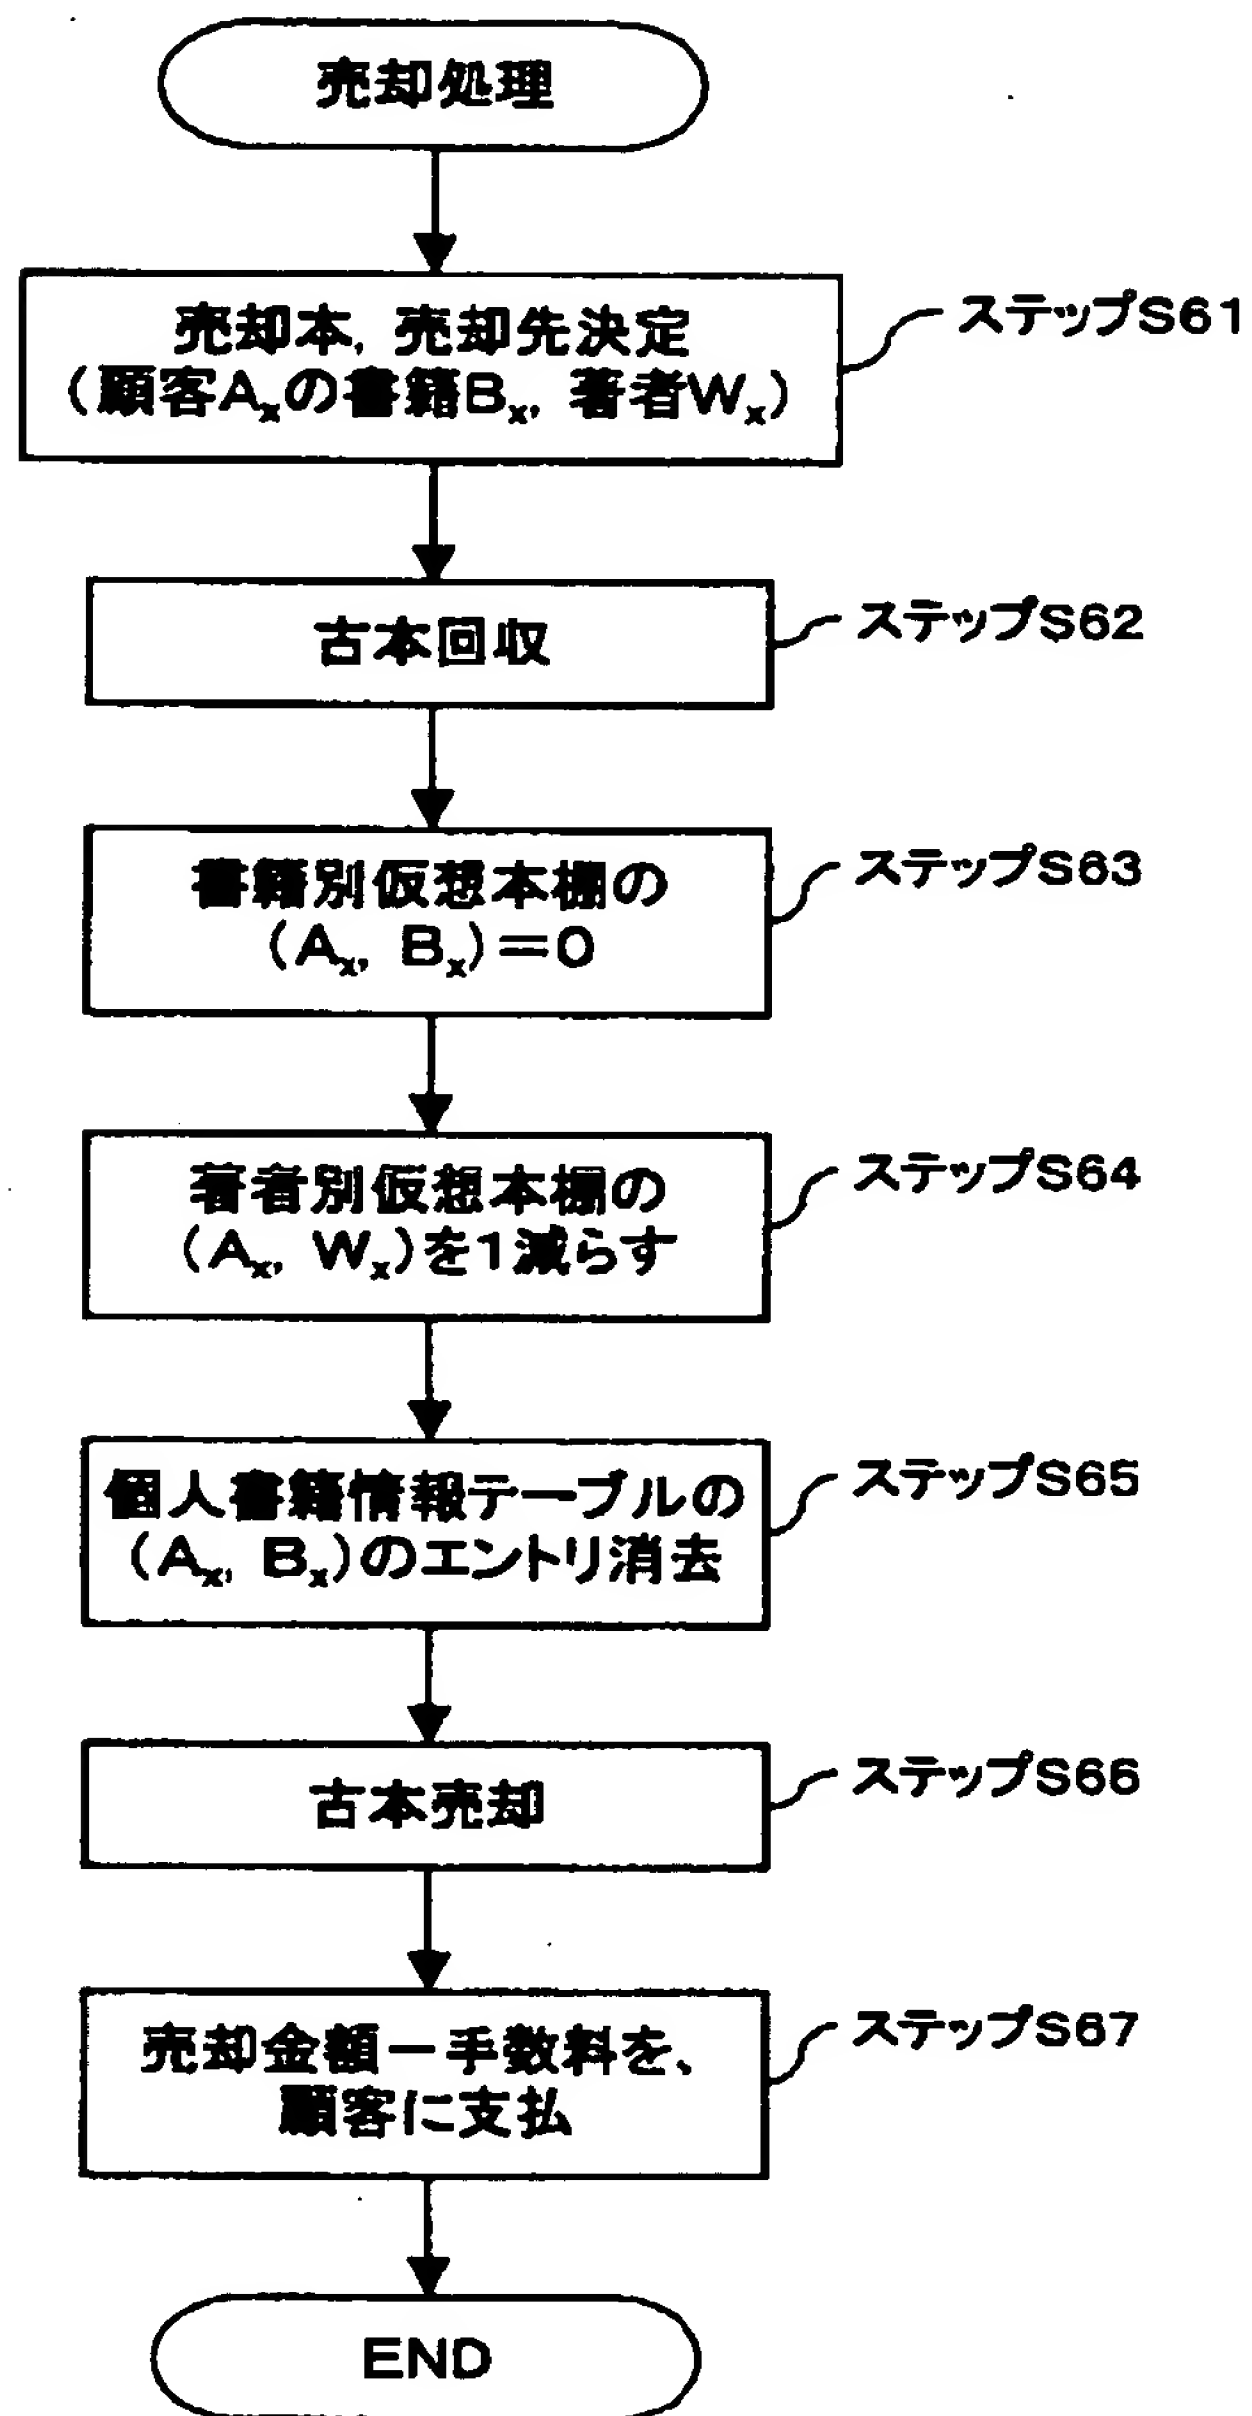 売却処理
売却本, 売却先決定
(顧客Axの書籍Bx, 著者Wx)
ステップS61
古本回収
ステップS62
書籍別仮想本棚の
(Ax, Bx)=0
ステップS63
著者別仮想本棚の
(Ax, Wx)を1減らす
ステップS64
個人書籍情報テーブルの
(Ax, Bx)のエントリ消去
ステップS65
古本売却
ステップS66
売却金額-手数料を、
顧客に支払
ステップS67
END